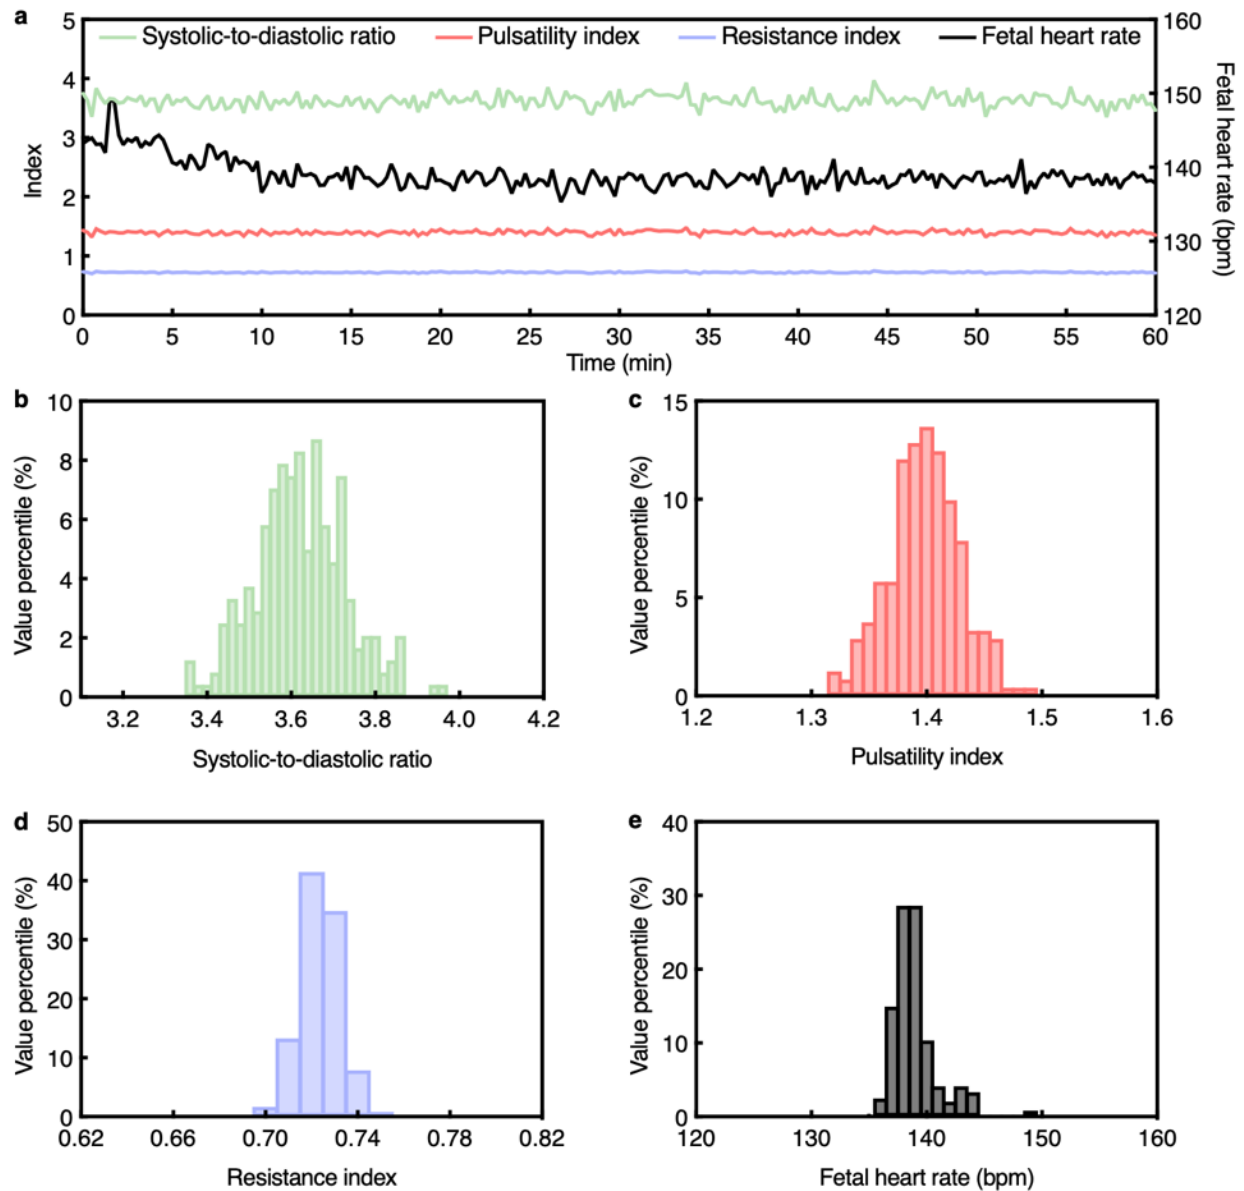 a
5
4
3
2
1
0
Index
Systolic-to-diastolic ratio
Pulsatility index
Resistance index
Fetal heart rate
160
150
140
130
120
Fetal heart rate (bpm)
0 5 10 15 20 25 30 35 40 45 50 55 60
Time (min)
b
10
8
6
4
2
0
Value percentile (%)
3.2 3.4 3.6 3.8 4.0 4.2
Systolic-to-diastolic ratio
c
15
10
5
0
Value percentile (%)
1.2 1.3 1.4 1.5 1.6
Pulsatility index
d
50
40
30
20
10
0
Value percentile (%)
0.62 0.66 0.70 0.74 0.78 0.82
Resistance index
e
40
30
20
10
0
Value percentile (%)
120 130 140 150 160
Fetal heart rate (bpm)